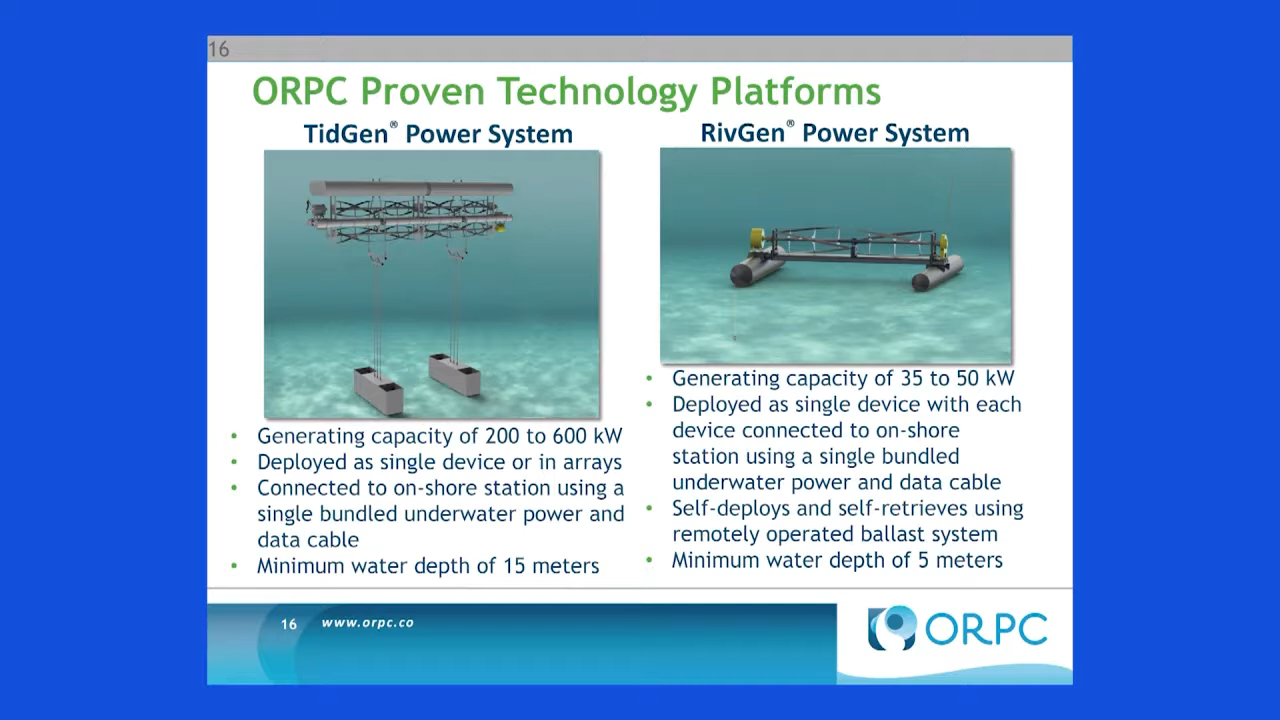 16
ORPC Proven Technology Platforms
TidGen® Power System
Generating capacity of 200 to 600 kW
Deployed as single device or in arrays
Connected to on-shore station using a
single bundled underwater power and
data cable
Minimum water depth of 15 meters
RivGen® Power System
Generating capacity of 35 to 50 kW
Deployed as single device with each
device connected to on-shore
station using a single bundled
underwater power and data cable
Self-deploys and self-retrieves using
remotely operated ballast system
Minimum water depth of 5 meters
16 www.orpc.co
ORPC